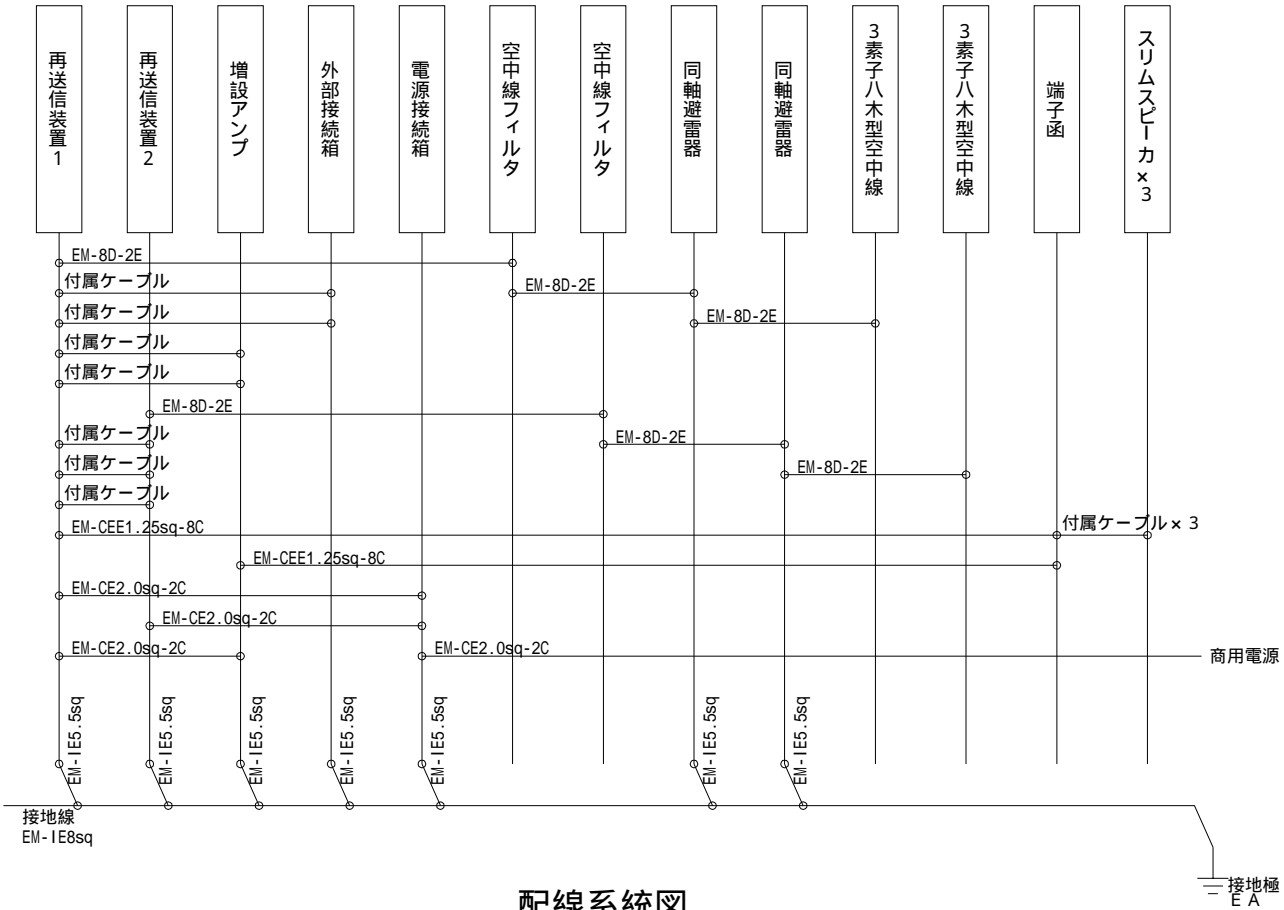 再送信装置1
再送信装置2
増設アンプ
外部接続箱
電源接続箱
空中線フィルタ
空中線フィルタ
同軸避雷器
同軸避雷器
3素子八木型空中線
3素子八木型空中線
端子函
スリムスピーカ×3
EM-8D-2E
付属ケーブル
EM-8D-2E
付属ケーブル
EM-8D-2E
付属ケーブル
付属ケーブル
EM-8D-2E
付属ケーブル
EM-8D-2E
付属ケーブル
EM-8D-2E
付属ケーブル
EM-CEE1.25sq-8C
付属ケーブル×3
EM-CEE1.25sq-8C
EM-CE2.0sq-2C
EM-CE2.0sq-2C
EM-CE2.0sq-2C
EM-CE2.0sq-2C
商用電源
EM-IE5.5sq
EM-IE5.5sq
EM-IE5.5sq
EM-IE5.5sq
EM-IE5.5sq
EM-IE5.5sq
EM-IE5.5sq
接地線
EM-IE8sq
接地極
EA
配線系統図